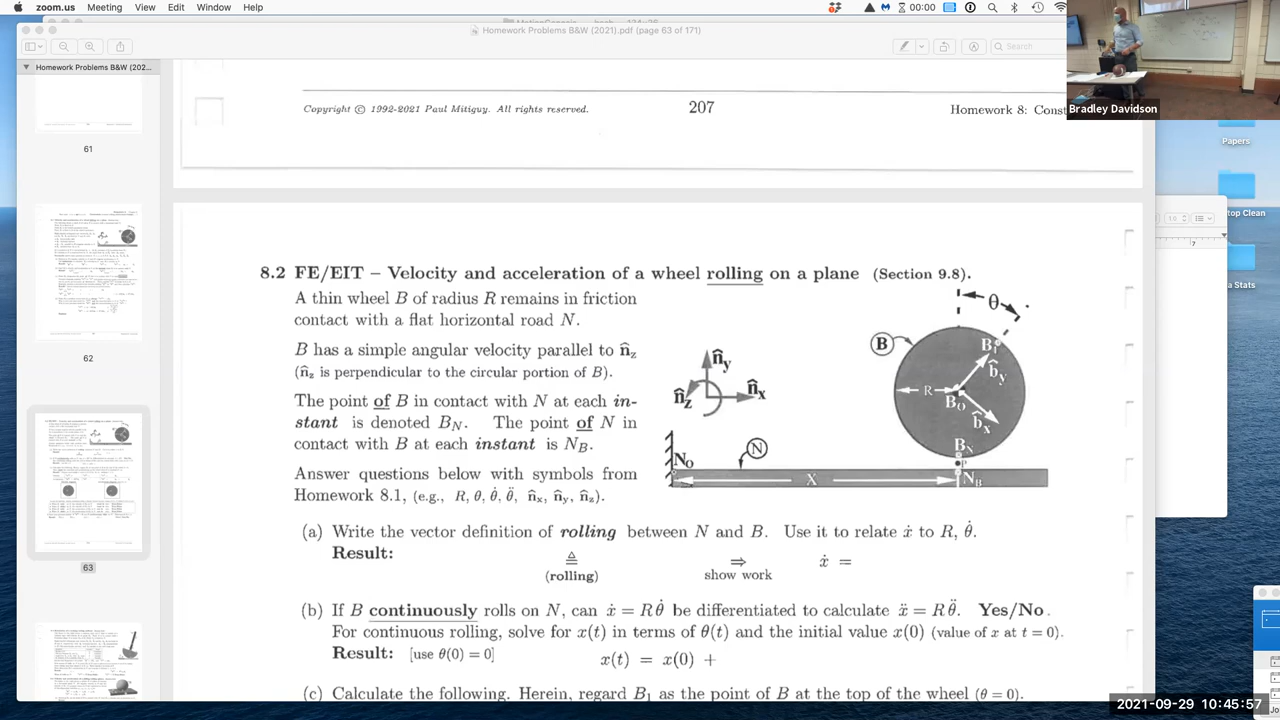 zoom.us Meeting View Edit Window Help
00:00
Homework Problems B&W (2021).pdf (page 63 of 171)
Search
Homework Problems B&W (202...
61
62
63
Bradley Davidson
Papers
top Clean
a Stats
1.0
7
Copyright © 1992-2021 Paul Mitiguy. All rights reserved.
207
Homework 8: Const
8.2 FE/EIT – Velocity and acceleration of a wheel rolling on a plane (Section 9.8).
A thin wheel B of radius R remains in friction
contact with a flat horizontal road N.
B has a simple angular velocity parallel to n̂z
(n̂z is perpendicular to the circular portion of B).
The point of B in contact with N at each in-
stant is denoted BN. The point of N in
contact with B at each instant is NB.
Answer questions below with symbols from
Homework 8.1, (e.g., R, θ, θ̇, θ̈, n̂x, n̂y, n̂z).
n̂y
n̂x
n̂z
No
N
X
θ
B
B1
b̂y
R
Bo
b̂x
NB
(a) Write the vector definition of rolling between N and B. Use it to relate ẋ to R, θ̇.
Result: ≜ ⇒ ẋ =
(rolling) show work
(b) If B continuously rolls on N, can ẋ = R θ̇ be differentiated to calculate ẍ = R θ̈. Yes/No.
For continuous rolling, solve for x(t) in terms of θ(t) and the initial value x(0) (value of x at t = 0).
Result: use θ(0) = 0 x(t) = x(0) +
(c) Calculate the following. Herein, regard B1 as the point of B at the top of the wheel (θ = 0).
2021-09-29 10:45:57